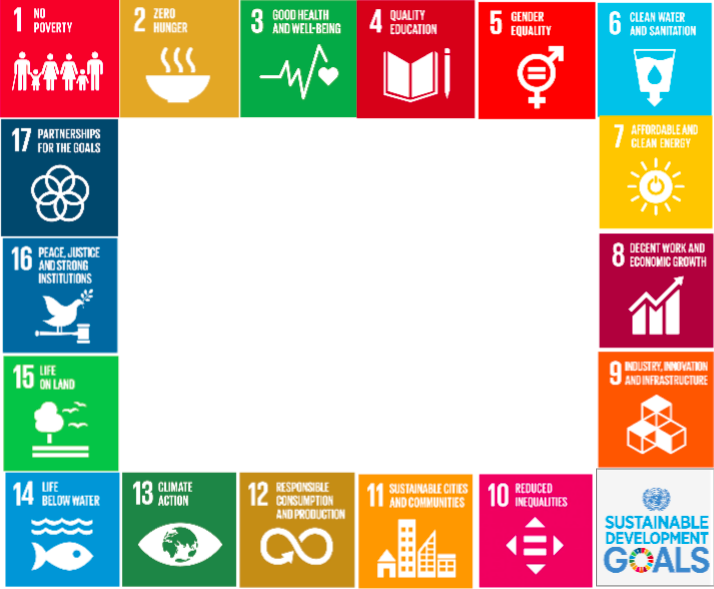 1 NO
POVERTY
2 ZERO
HUNGER
3 GOOD HEALTH
AND WELL-BEING
4 QUALITY
EDUCATION
5 GENDER
EQUALITY
6 CLEAN WATER
AND SANITATION
17 PARTNERSHIPS
FOR THE GOALS
7 AFFORDABLE AND
CLEAN ENERGY
16 PEACE, JUSTICE
AND STRONG
INSTITUTIONS
8 DECENT WORK AND
ECONOMIC GROWTH
15 LIFE
ON LAND
9 INDUSTRY, INNOVATION
AND INFRASTRUCTURE
14 LIFE
BELOW WATER
13 CLIMATE
ACTION
12 RESPONSIBLE
CONSUMPTION
AND PRODUCTION
11 SUSTAINABLE CITIES
AND COMMUNITIES
10 REDUCED
INEQUALITIES
SUSTAINABLE
DEVELOPMENT
GOALS